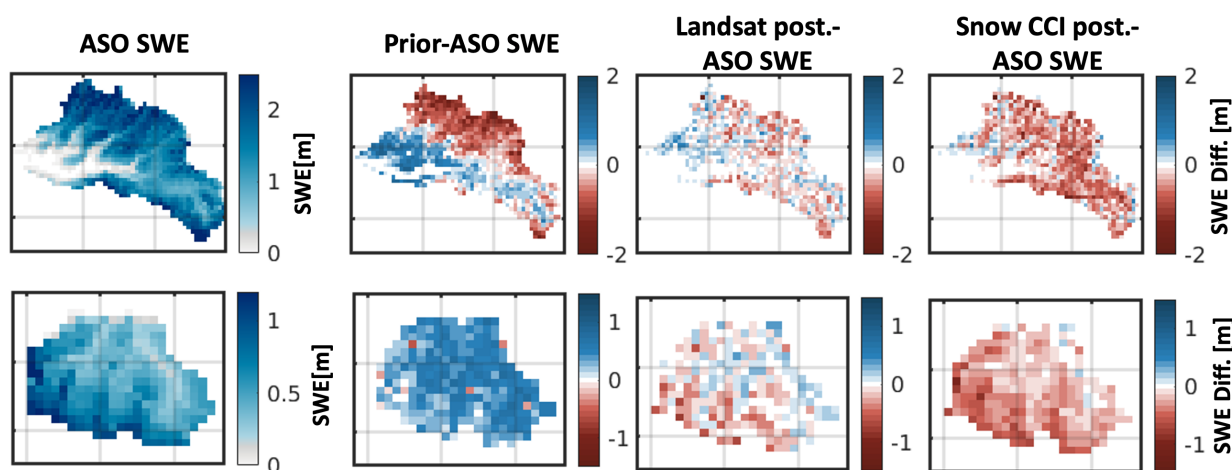 ASO SWE
Prior-ASO SWE
Landsat post.-
ASO SWE
Snow CCI post.-
ASO SWE
2
1
0
SWE[m]
2
0
-2
2
0
-2
2
0
-2
SWE Diff. [m]
1
0.5
0
SWE[m]
1
0
-1
1
0
-1
1
0
-1
SWE Diff. [m]